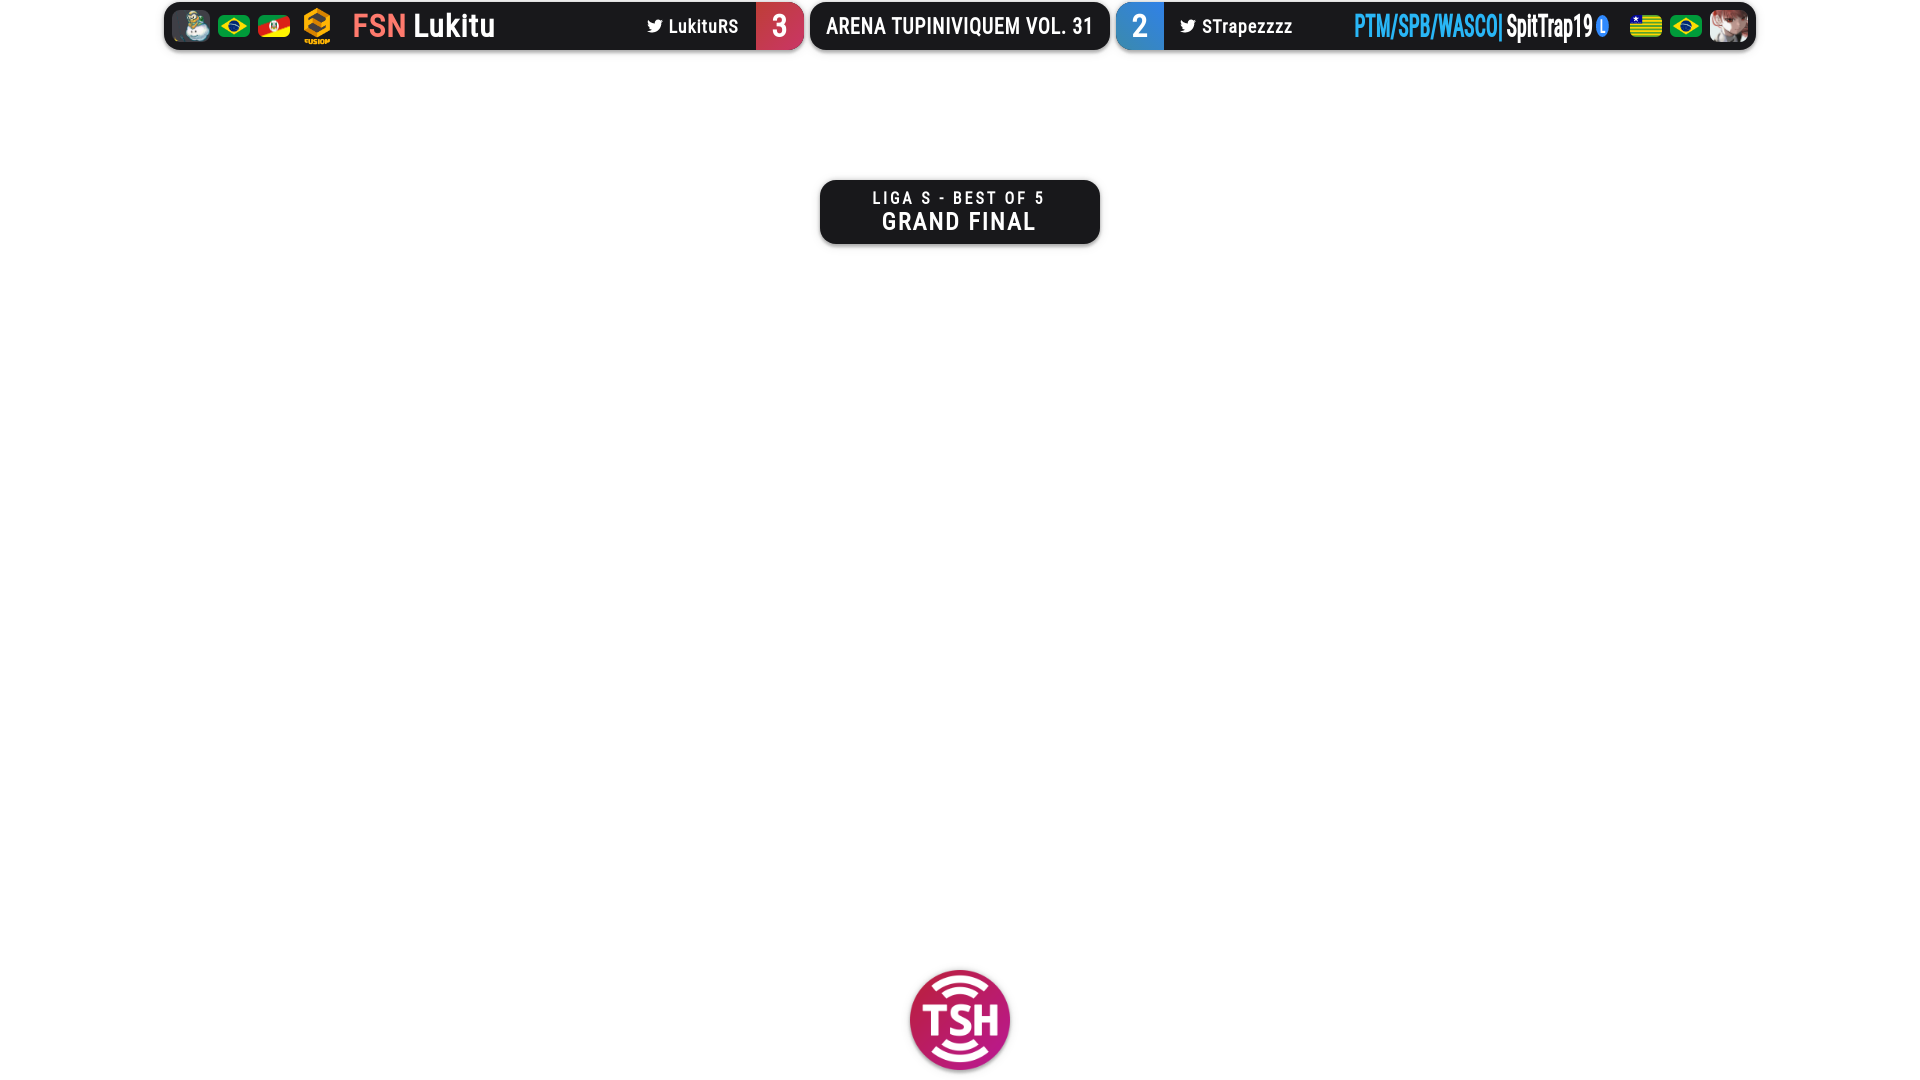 FUSION
FSN Lukitu
LukituRS
3
ARENA TUPINIVIQUEM VOL. 31
2
STrapezzzz
PTM/SPB/WASCO| SpitTrap19 L
LIGA S - BEST OF 5
GRAND FINAL
TSH